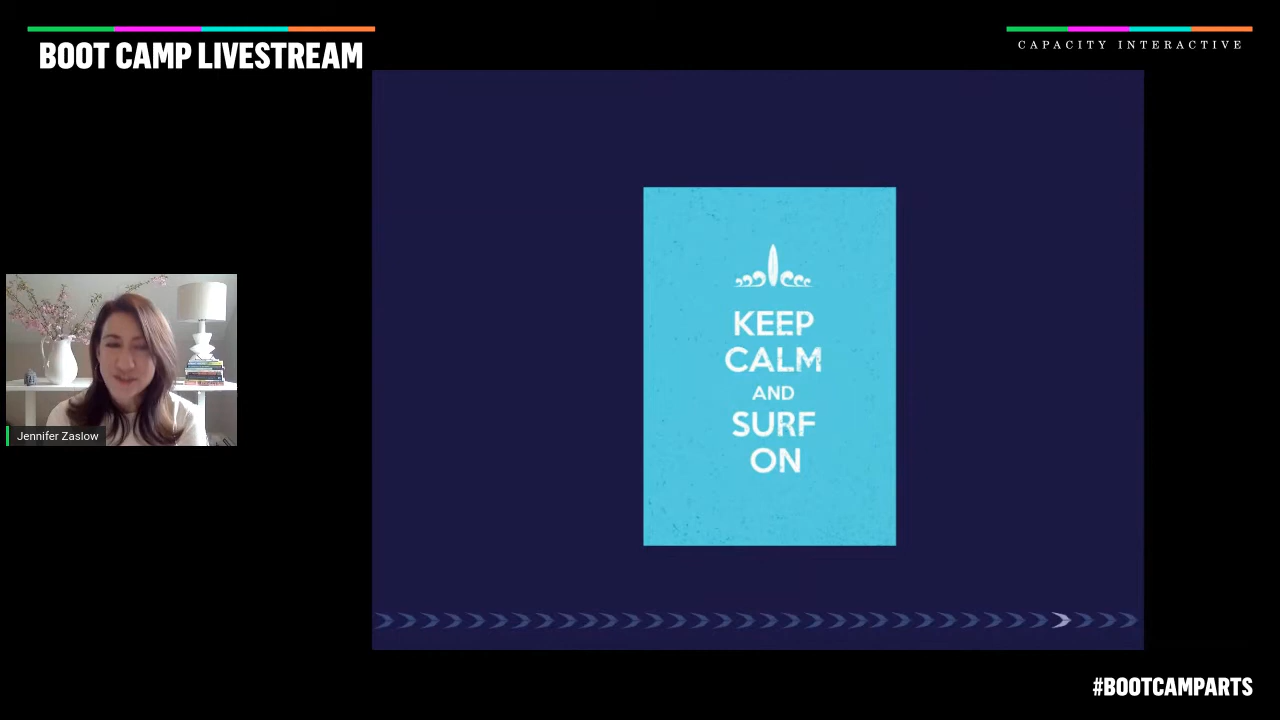 BOOT CAMP LIVESTREAM
CAPACITY INTERACTIVE
KEEP
CALM
AND
SURF
ON
Jennifer Zaslow
#BOOTCAMPARTS